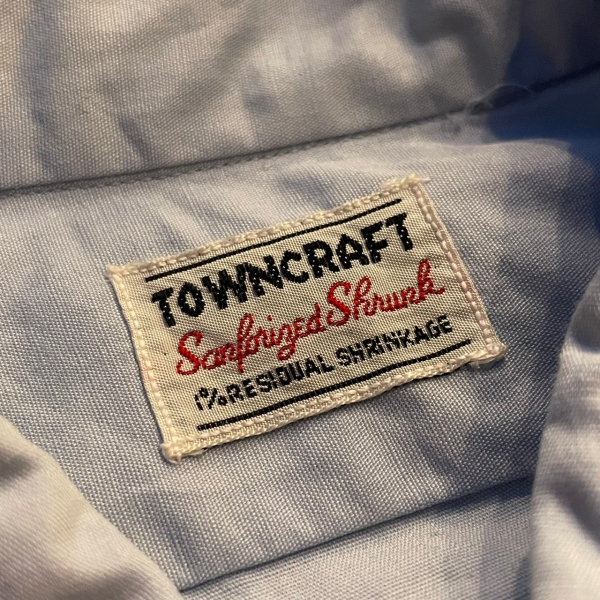 TOWNCRAFT
Sanforized Shrunk
1% RESIDUAL SHRINKAGE